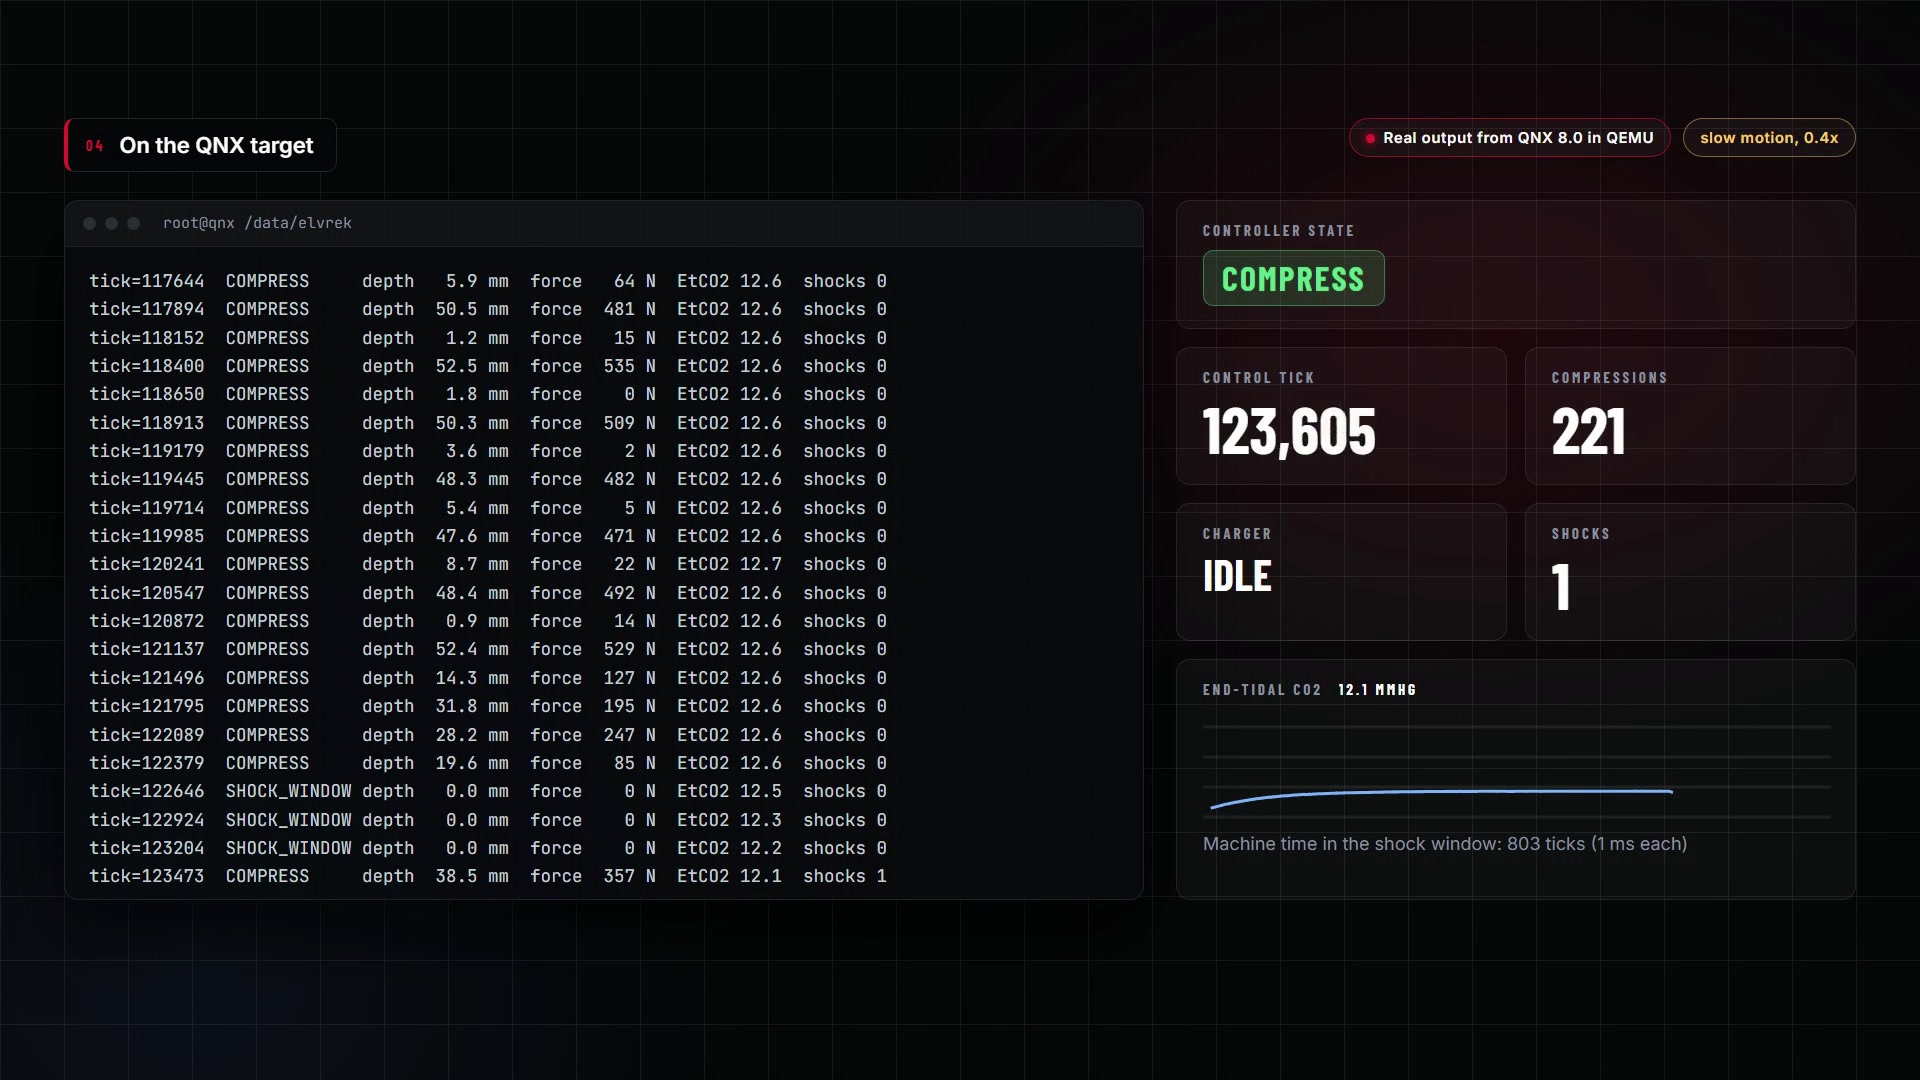 04 On the QNX target
Real output from QNX 8.0 in QEMU
slow motion, 0.4x
root@qnx /data/elvrek
tick=117644 COMPRESS depth 5.9 mm force 64 N EtCO2 12.6 shocks 0
tick=117894 COMPRESS depth 50.5 mm force 481 N EtCO2 12.6 shocks 0
tick=118152 COMPRESS depth 1.2 mm force 15 N EtCO2 12.6 shocks 0
tick=118400 COMPRESS depth 52.5 mm force 535 N EtCO2 12.6 shocks 0
tick=118650 COMPRESS depth 1.8 mm force 0 N EtCO2 12.6 shocks 0
tick=118913 COMPRESS depth 50.3 mm force 509 N EtCO2 12.6 shocks 0
tick=119179 COMPRESS depth 3.6 mm force 2 N EtCO2 12.6 shocks 0
tick=119445 COMPRESS depth 48.3 mm force 482 N EtCO2 12.6 shocks 0
tick=119714 COMPRESS depth 5.4 mm force 5 N EtCO2 12.6 shocks 0
tick=119985 COMPRESS depth 47.6 mm force 471 N EtCO2 12.6 shocks 0
tick=120241 COMPRESS depth 8.7 mm force 22 N EtCO2 12.7 shocks 0
tick=120547 COMPRESS depth 48.4 mm force 492 N EtCO2 12.6 shocks 0
tick=120872 COMPRESS depth 0.9 mm force 14 N EtCO2 12.6 shocks 0
tick=121137 COMPRESS depth 52.4 mm force 529 N EtCO2 12.6 shocks 0
tick=121496 COMPRESS depth 14.3 mm force 127 N EtCO2 12.6 shocks 0
tick=121795 COMPRESS depth 31.8 mm force 195 N EtCO2 12.6 shocks 0
tick=122089 COMPRESS depth 28.2 mm force 247 N EtCO2 12.6 shocks 0
tick=122379 COMPRESS depth 19.6 mm force 85 N EtCO2 12.6 shocks 0
tick=122646 SHOCK_WINDOW depth 0.0 mm force 0 N EtCO2 12.5 shocks 0
tick=122924 SHOCK_WINDOW depth 0.0 mm force 0 N EtCO2 12.3 shocks 0
tick=123204 SHOCK_WINDOW depth 0.0 mm force 0 N EtCO2 12.2 shocks 0
tick=123473 COMPRESS depth 38.5 mm force 357 N EtCO2 12.1 shocks 1
CONTROLLER STATE
COMPRESS
CONTROL TICK
123,605
COMPRESSIONS
221
CHARGER
IDLE
SHOCKS
1
END-TIDAL CO2 12.1 MMHG
Machine time in the shock window: 803 ticks (1 ms each)